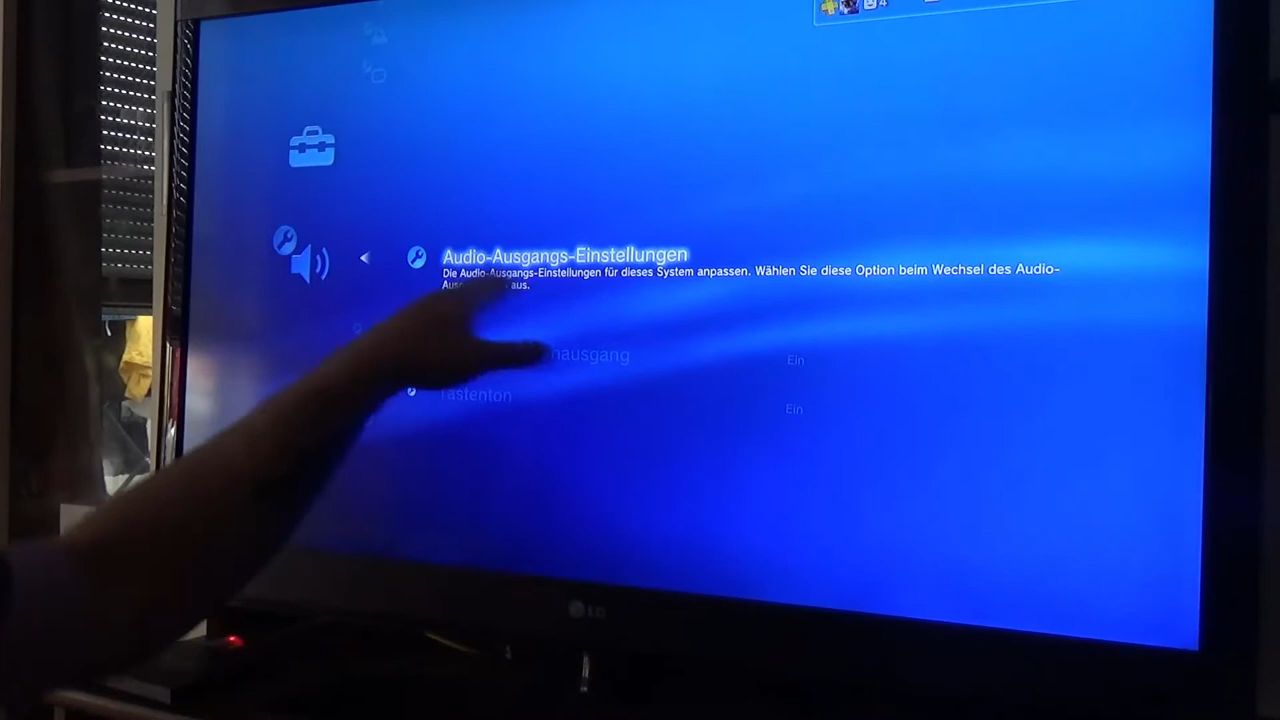 4
Audio-Ausgangs-Einstellungen
Die Audio-Ausgangs-Einstellungen für dieses System anpassen. Wählen Sie diese Option beim Wechsel des Audio-
aus.
Ein
Tastenton
Ein
LG